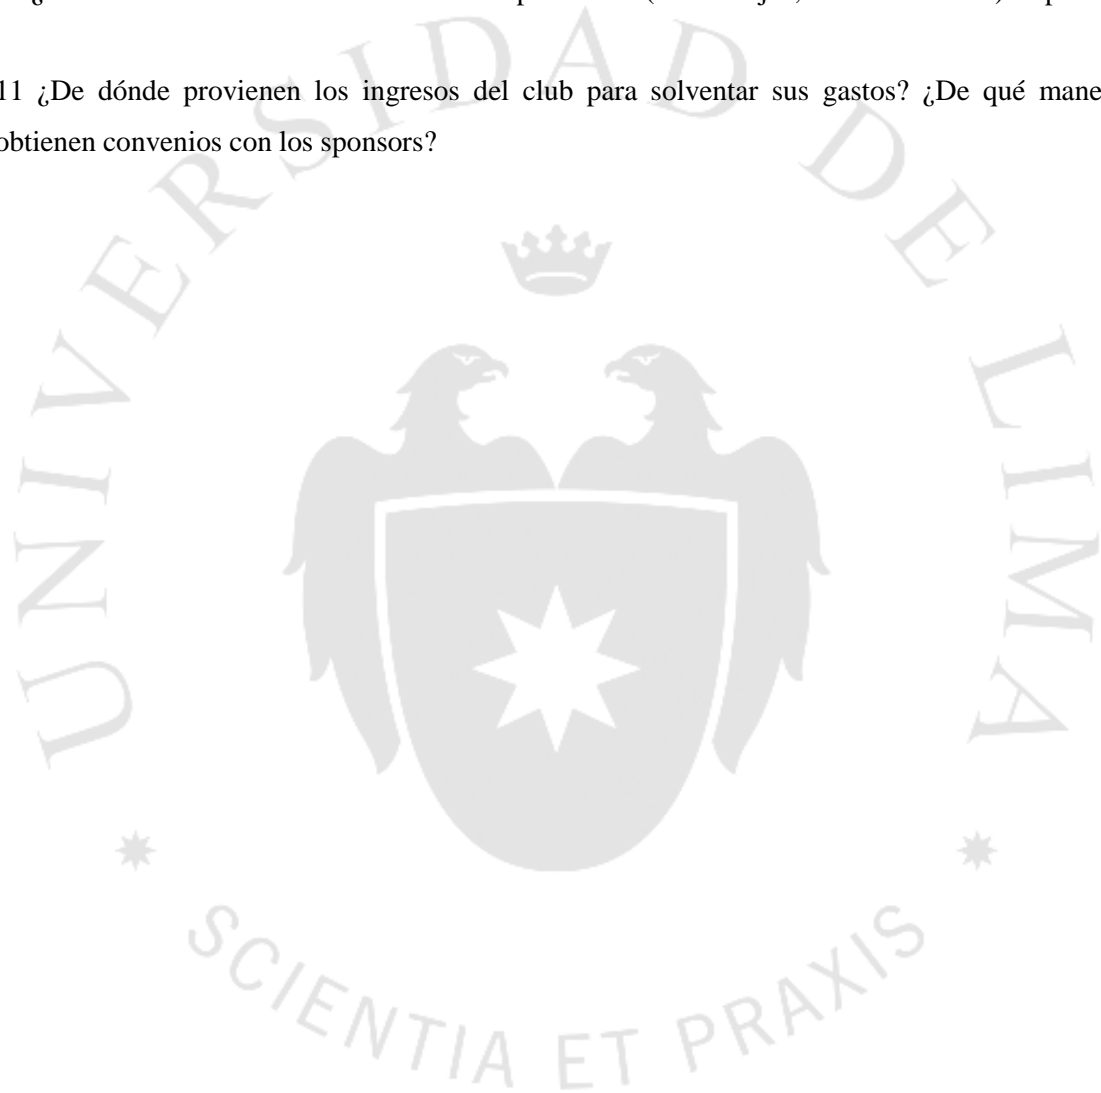 11 ¿De dónde provienen los ingresos del club para solventar sus gastos? ¿De qué mane
obtienen convenios con los sponsors?
UNIVERSIDAD DE LIMA
SCIENTIA ET PRAXIS